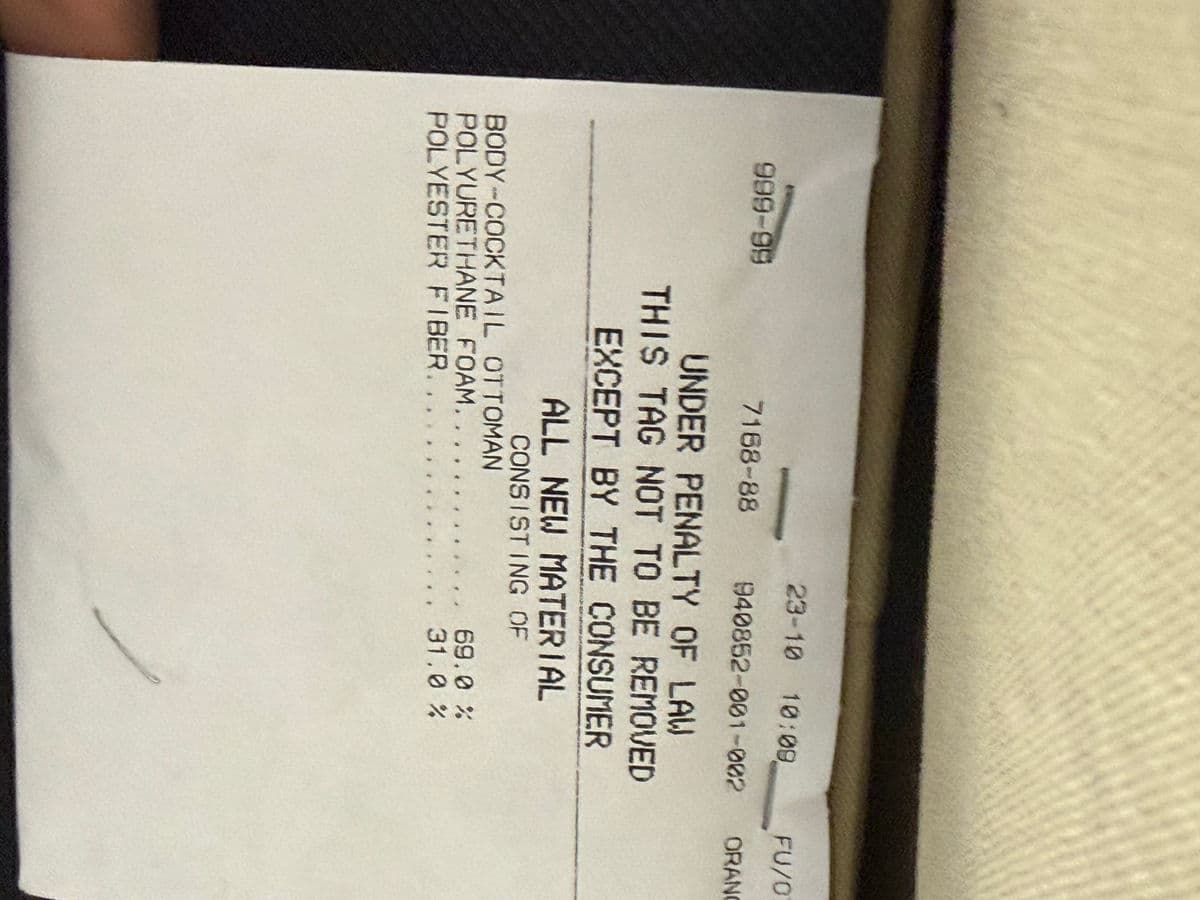 23-10 10:09 FU/O
999-99 7168-88 940852-001-002 ORAN
UNDER PENALTY OF LAW
THIS TAG NOT TO BE REMOVED
EXCEPT BY THE CONSUMER
ALL NEW MATERIAL
CONSISTING OF
BODY-COCKTAIL OTTOMAN
POLYURETHANE FOAM........... 69.0 %
POLYESTER FIBER............. 31.0 %